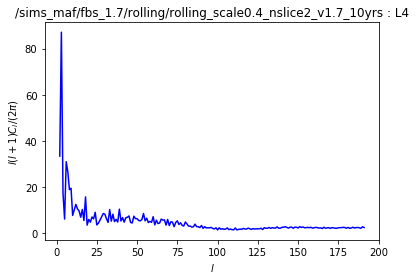 /sims_maf/fbs_1.7/rolling/rolling_scale0.4_nslice2_v1.7_10yrs : L4
80
60
40
20
0
l(l + 1)C_l/(2π)
0 25 50 75 100 125 150 175 200
l